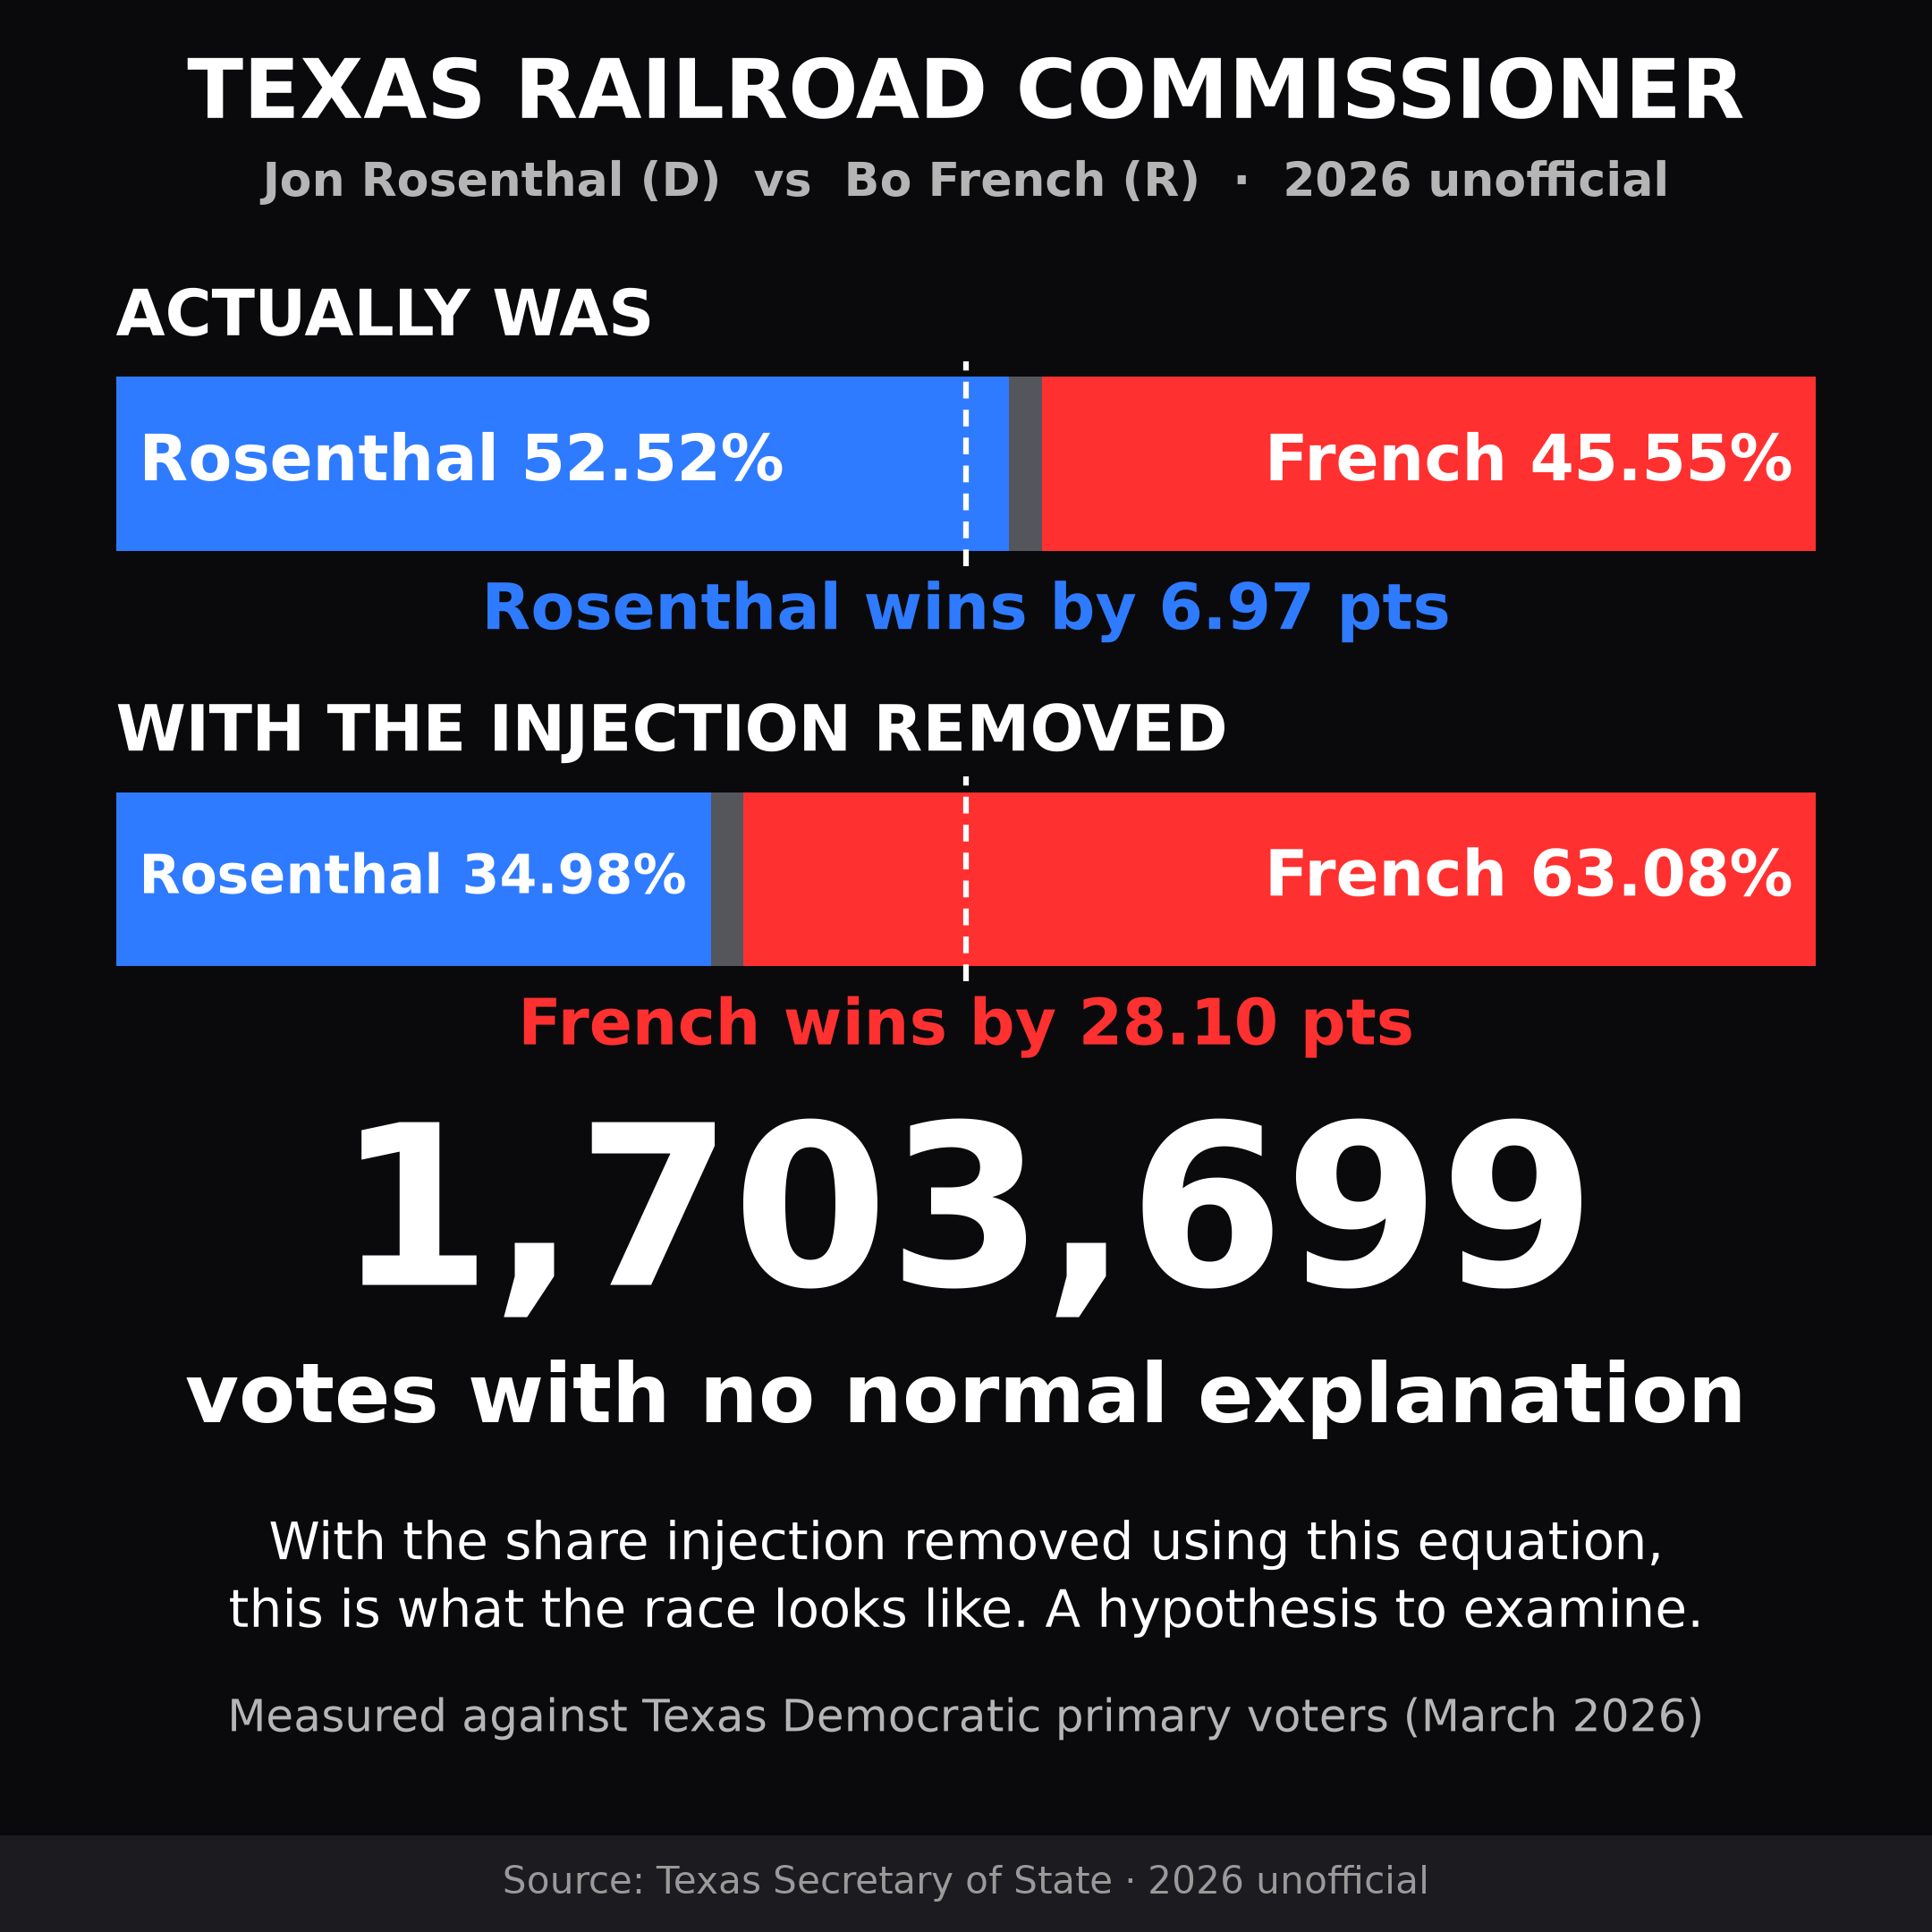 TEXAS RAILROAD COMMISSIONER
Jon Rosenthal (D) vs Bo French (R) · 2026 unofficial
ACTUALLY WAS
Rosenthal 52.52%
French 45.55%
Rosenthal wins by 6.97 pts
WITH THE INJECTION REMOVED
Rosenthal 34.98%
French 63.08%
French wins by 28.10 pts
1,703,699
votes with no normal explanation
With the share injection removed using this equation,
this is what the race looks like. A hypothesis to examine.
Measured against Texas Democratic primary voters (March 2026)
Source: Texas Secretary of State · 2026 unofficial